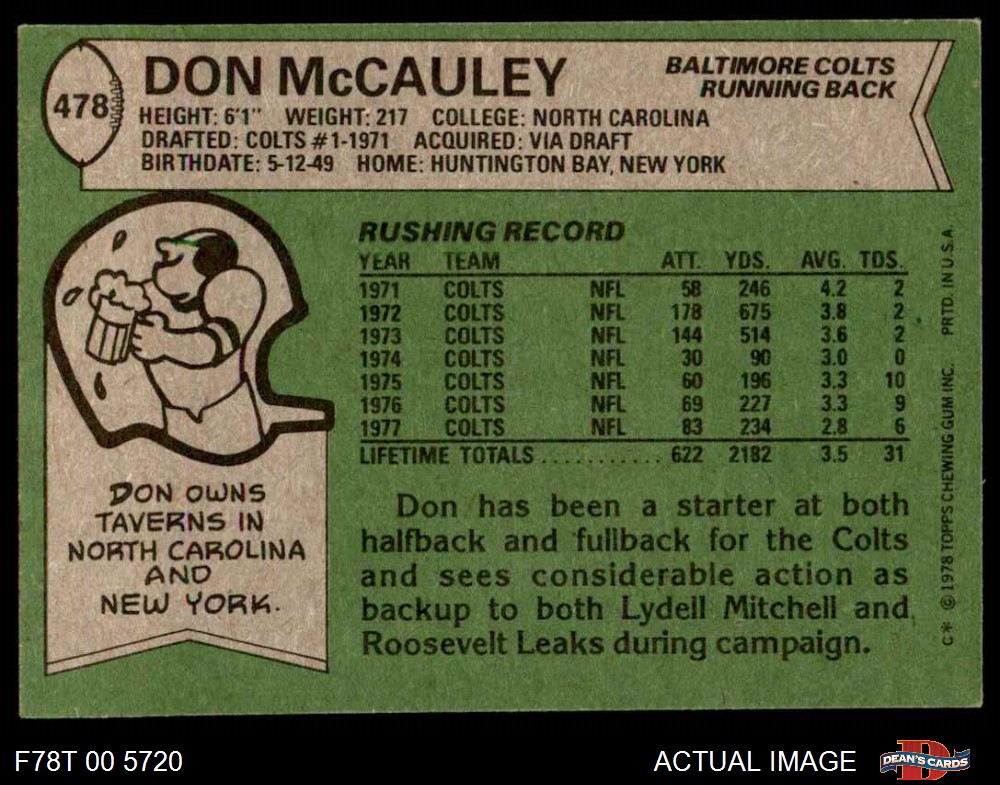 478
DON McCAULEY
BALTIMORE COLTS
RUNNING BACK
HEIGHT: 6'1" WEIGHT: 217 COLLEGE: NORTH CAROLINA
DRAFTED: COLTS #1-1971 ACQUIRED: VIA DRAFT
BIRTHDATE: 5-12-49 HOME: HUNTINGTON BAY, NEW YORK
RUSHING RECORD
YEAR TEAM ATT. YDS. AVG. TDS.
1971 COLTS NFL 58 246 4.2 2
1972 COLTS NFL 178 675 3.8 2
1973 COLTS NFL 144 514 3.6 2
1974 COLTS NFL 30 90 3.0 0
1975 COLTS NFL 60 196 3.3 10
1976 COLTS NFL 69 227 3.3 9
1977 COLTS NFL 83 234 2.8 6
LIFETIME TOTALS............ 622 2182 3.5 31
DON OWNS
TAVERNS IN
NORTH CAROLINA
AND
NEW YORK.
Don has been a starter at both
halfback and fullback for the Colts
and sees considerable action as
backup to both Lydell Mitchell and
Roosevelt Leaks during campaign.
C* © 1978 TOPPS CHEWING GUM INC. PRTD. IN U.S.A.
F78T 00 5720
ACTUAL IMAGE
D
DEAN'S CARDS